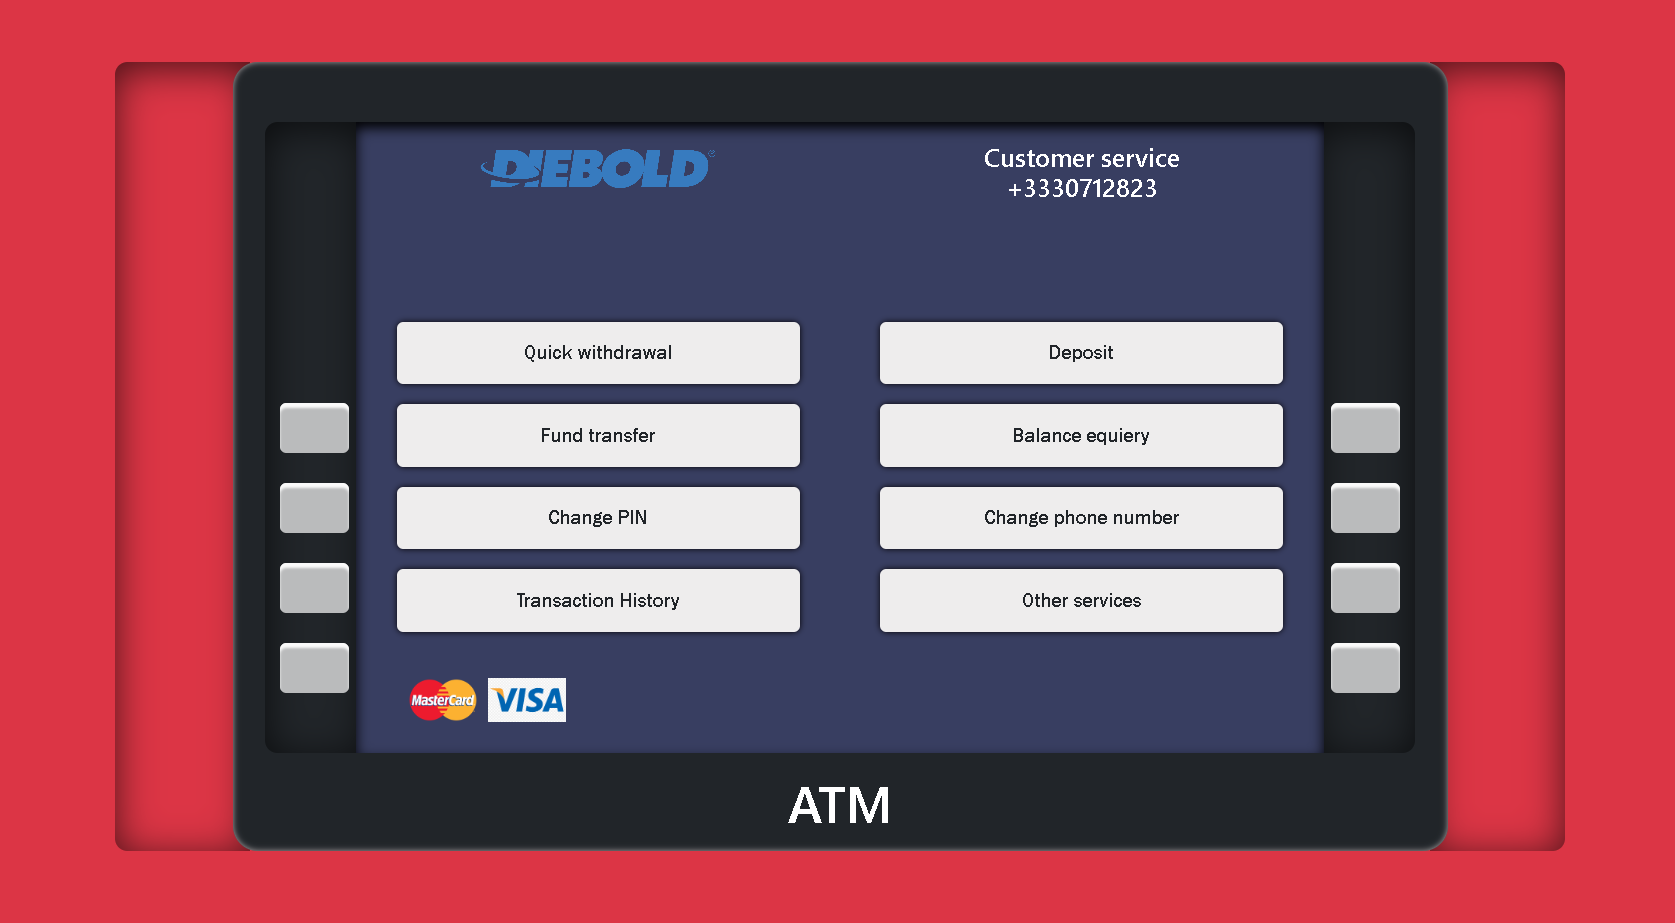 DIEBOLD®
Customer service
+3330712823
Quick withdrawal
Deposit
Fund transfer
Balance equiery
Change PIN
Change phone number
Transaction History
Other services
MasterCard
VISA
ATM